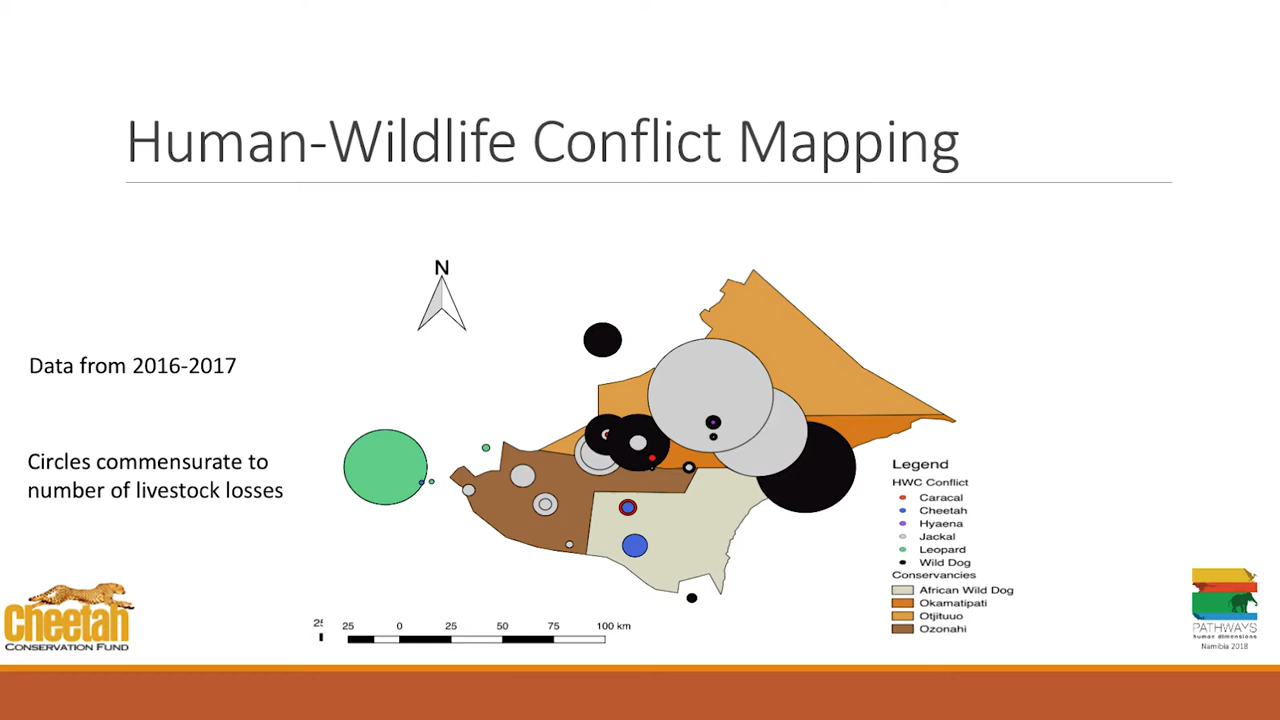 Human-Wildlife Conflict Mapping
N
Data from 2016-2017
Circles commensurate to
number of livestock losses
Legend
HWC Conflict
Caracal
Cheetah
Hyaena
Jackal
Leopard
Wild Dog
Conservancies
African Wild Dog
Okamatipati
Otjituuo
Ozonahi
25 0 25 50 75 100 km
Cheetah
CONSERVATION FUND
PATHWAYS
human dimensions
Namibia 2018